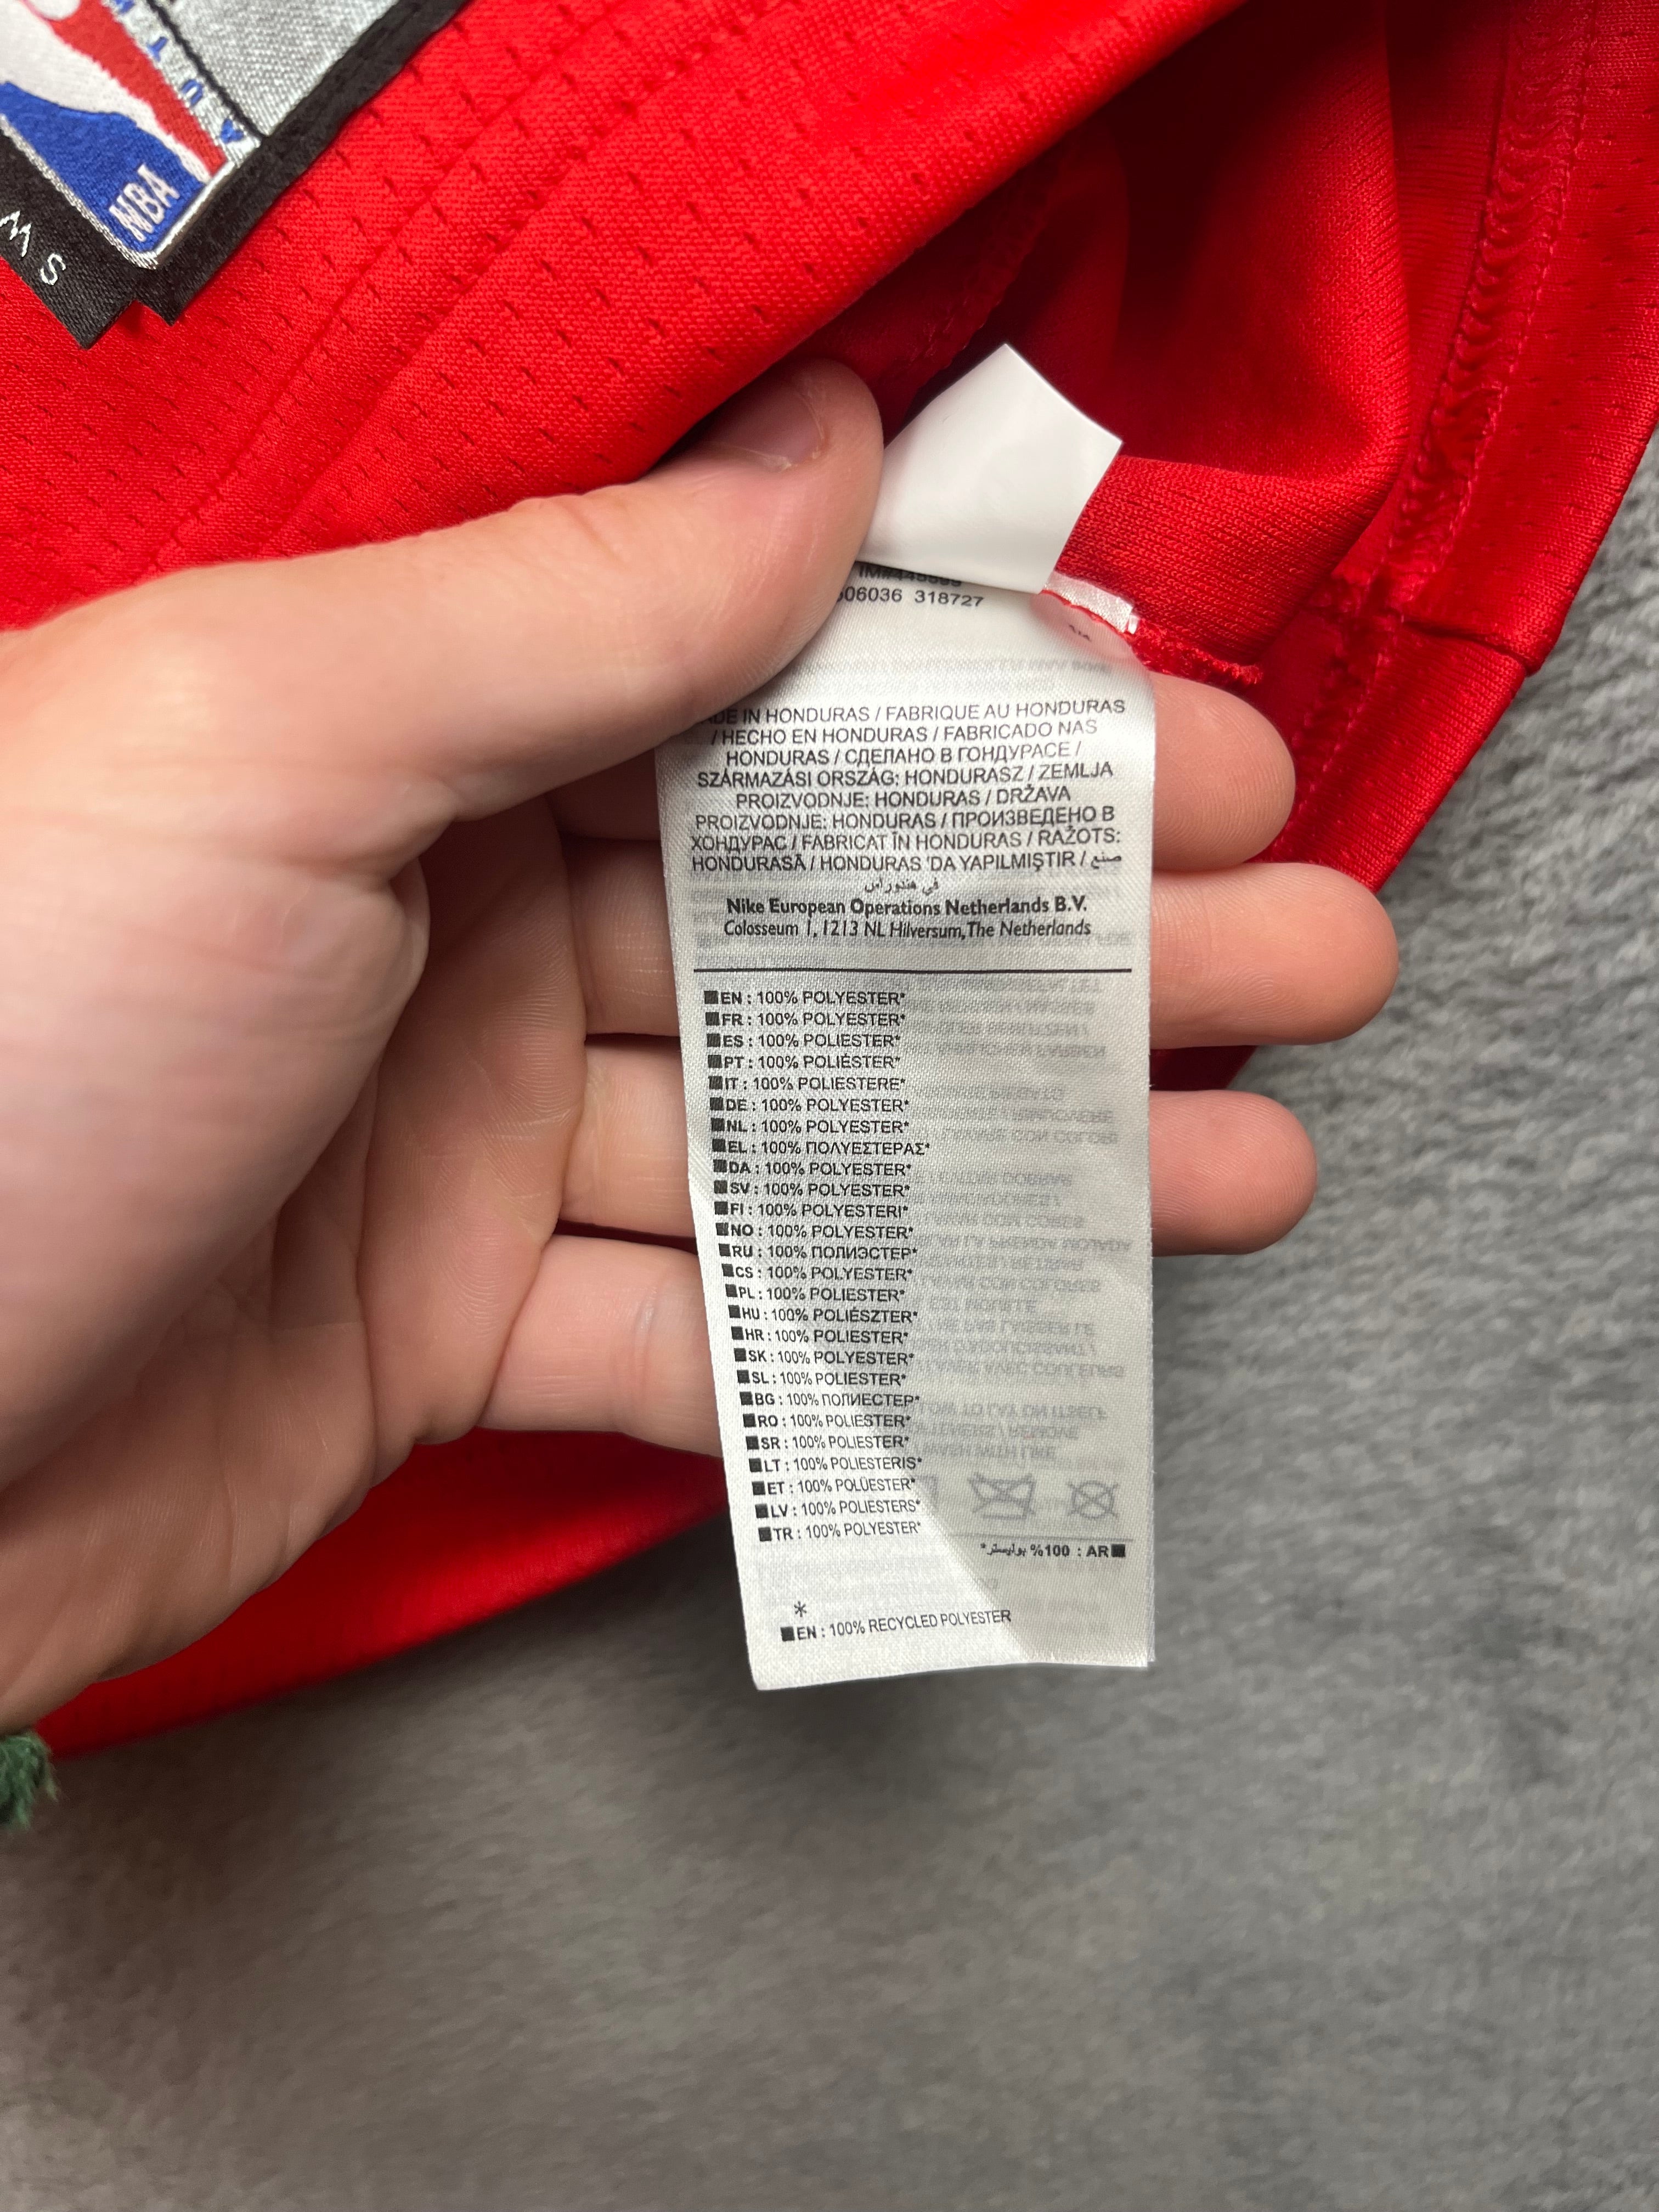 NBA
SW
06036 318727
DE IN HONDURAS / FABRIQUE AU HONDURAS
/ HECHO EN HONDURAS / FABRICADO NAS
HONDURAS / СДЕЛАНО В ГОНДУРАСЕ /
SZÁRMAZÁSI ORSZÁG: HONDURASZ / ZEMLJA
PROIZVODNJE: HONDURAS / DRŽAVA
PROIZVODNJE: HONDURAS / ПРОИЗВЕДЕНО В
ХОНДУРАС / FABRICAT ÎN HONDURAS / RAŽOTS:
HONDURASĀ / HONDURAS 'DA YAPILMIŞTIR / صنع
في هندوراس
Nike European Operations Netherlands B.V.
Colosseum 1, 1213 NL Hilversum, The Netherlands
EN : 100% POLYESTER*
FR : 100% POLYESTER*
ES : 100% POLIESTER*
PT : 100% POLIÉSTER*
IT : 100% POLIESTERE*
DE : 100% POLYESTER*
NL : 100% POLYESTER*
EL : 100% ΠΟΛΥΕΣΤΕΡΑΣ*
DA : 100% POLYESTER*
SV : 100% POLYESTER*
FI : 100% POLYESTERI*
NO : 100% POLYESTER*
RU : 100% ПОЛИЭСТЕР*
CS : 100% POLYESTER*
PL : 100% POLIESTER*
HU : 100% POLIÉSZTER*
HR : 100% POLIESTER*
SK : 100% POLYESTER*
SL : 100% POLIESTER*
BG : 100% ПОЛИЕСТЕР*
RO : 100% POLIESTER*
SR : 100% POLIESTER*
LT : 100% POLIESTERIS*
ET : 100% POLÜESTER*
LV : 100% POLIESTERS*
TR : 100% POLYESTER*
AR : 100% بوليستر*
*
EN : 100% RECYCLED POLYESTER